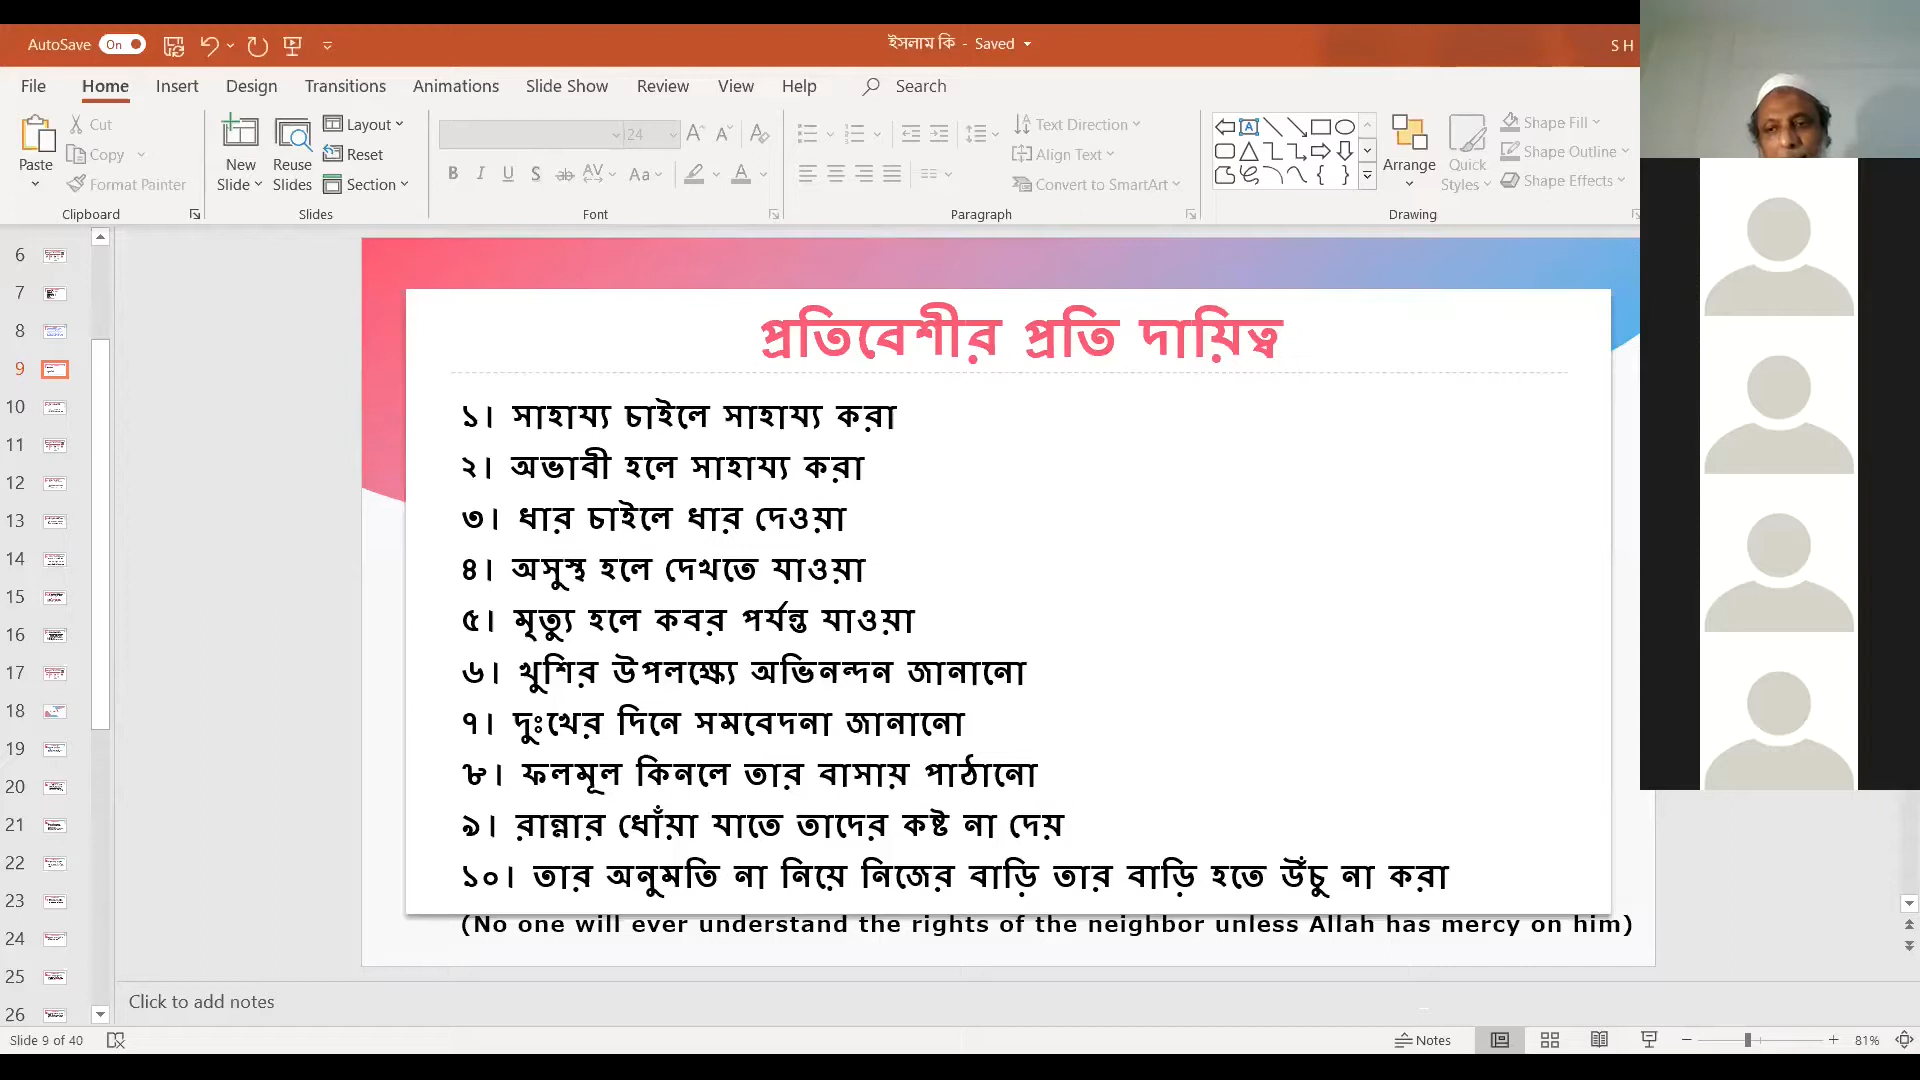 AutoSave On
ইসলাম কি - Saved
S H
File Home Insert Design Transitions Animations Slide Show Review View Help Search
Paste
Cut
Copy
Format Painter
Clipboard
New Slide
Reuse Slides
Layout
Reset
Section
Slides
24
B I U S ab AV Aa A
Font
Text Direction
Align Text
Convert to SmartArt
Paragraph
Arrange
Quick Styles
Shape Fill
Shape Outline
Shape Effects
Drawing
6
7
8
9
10
11
12
13
14
15
16
17
18
19
20
21
22
23
24
25
26
প্রতিবেশীর প্রতি দায়িত্ব
১। সাহায্য চাইলে সাহায্য করা
২। অভাবী হলে সাহায্য করা
৩। ধার চাইলে ধার দেওয়া
৪। অসুস্থ হলে দেখতে যাওয়া
৫। মৃত্যু হলে কবর পর্যন্ত যাওয়া
৬। খুশির উপলক্ষ্যে অভিনন্দন জানানো
৭। দুঃখের দিনে সমবেদনা জানানো
৮। ফলমূল কিনলে তার বাসায় পাঠানো
৯। রান্নার ধোঁয়া যাতে তাদের কষ্ট না দেয়
১০। তার অনুমতি না নিয়ে নিজের বাড়ি তার বাড়ি হতে উঁচু না করা
(No one will ever understand the rights of the neighbor unless Allah has mercy on him)
Click to add notes
Slide 9 of 40
Notes
81%